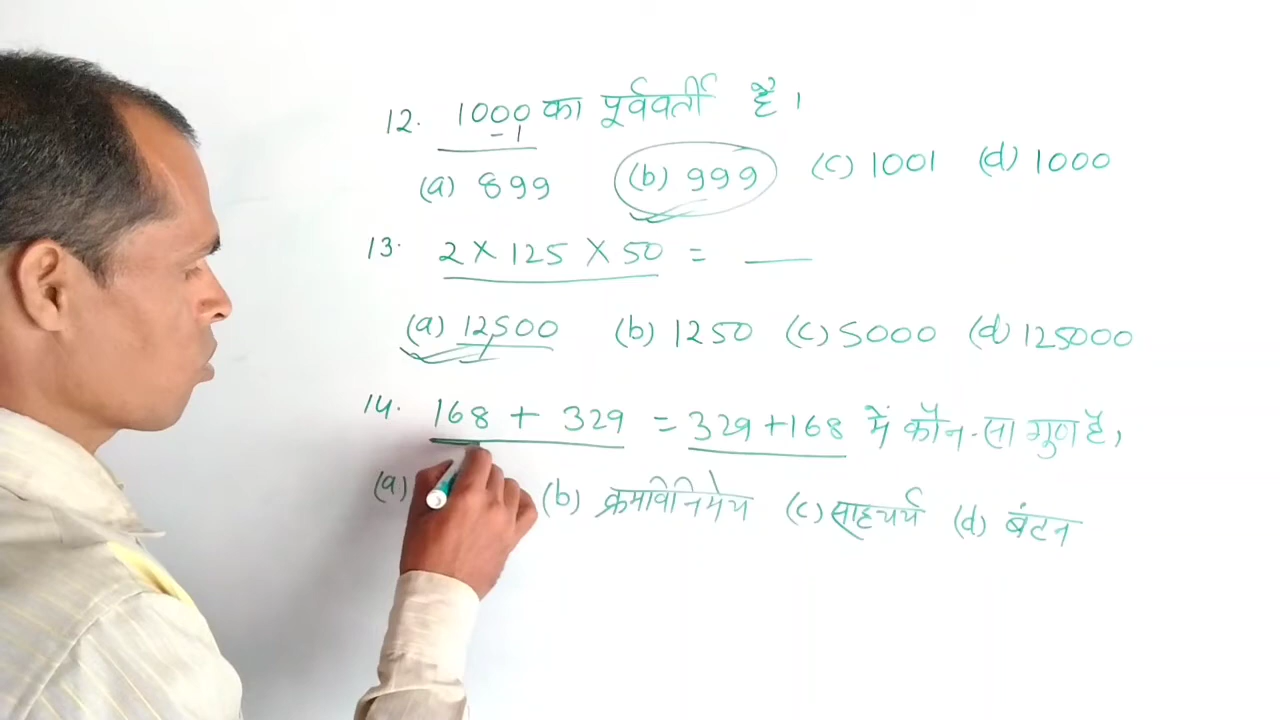 12. 1000 का पूर्ववर्ती है।
-1
(a) 899 (b) 999 (c) 1001 (d) 1000
13. 2 × 125 × 50 = ___
(a) 12500 (b) 1250 (c) 5000 (d) 125000
14. 168 + 329 = 329 + 168 में कौन-सा गुण है,
(a) (b) क्रमविनिमेय (c) साहचर्य (d) बंटन